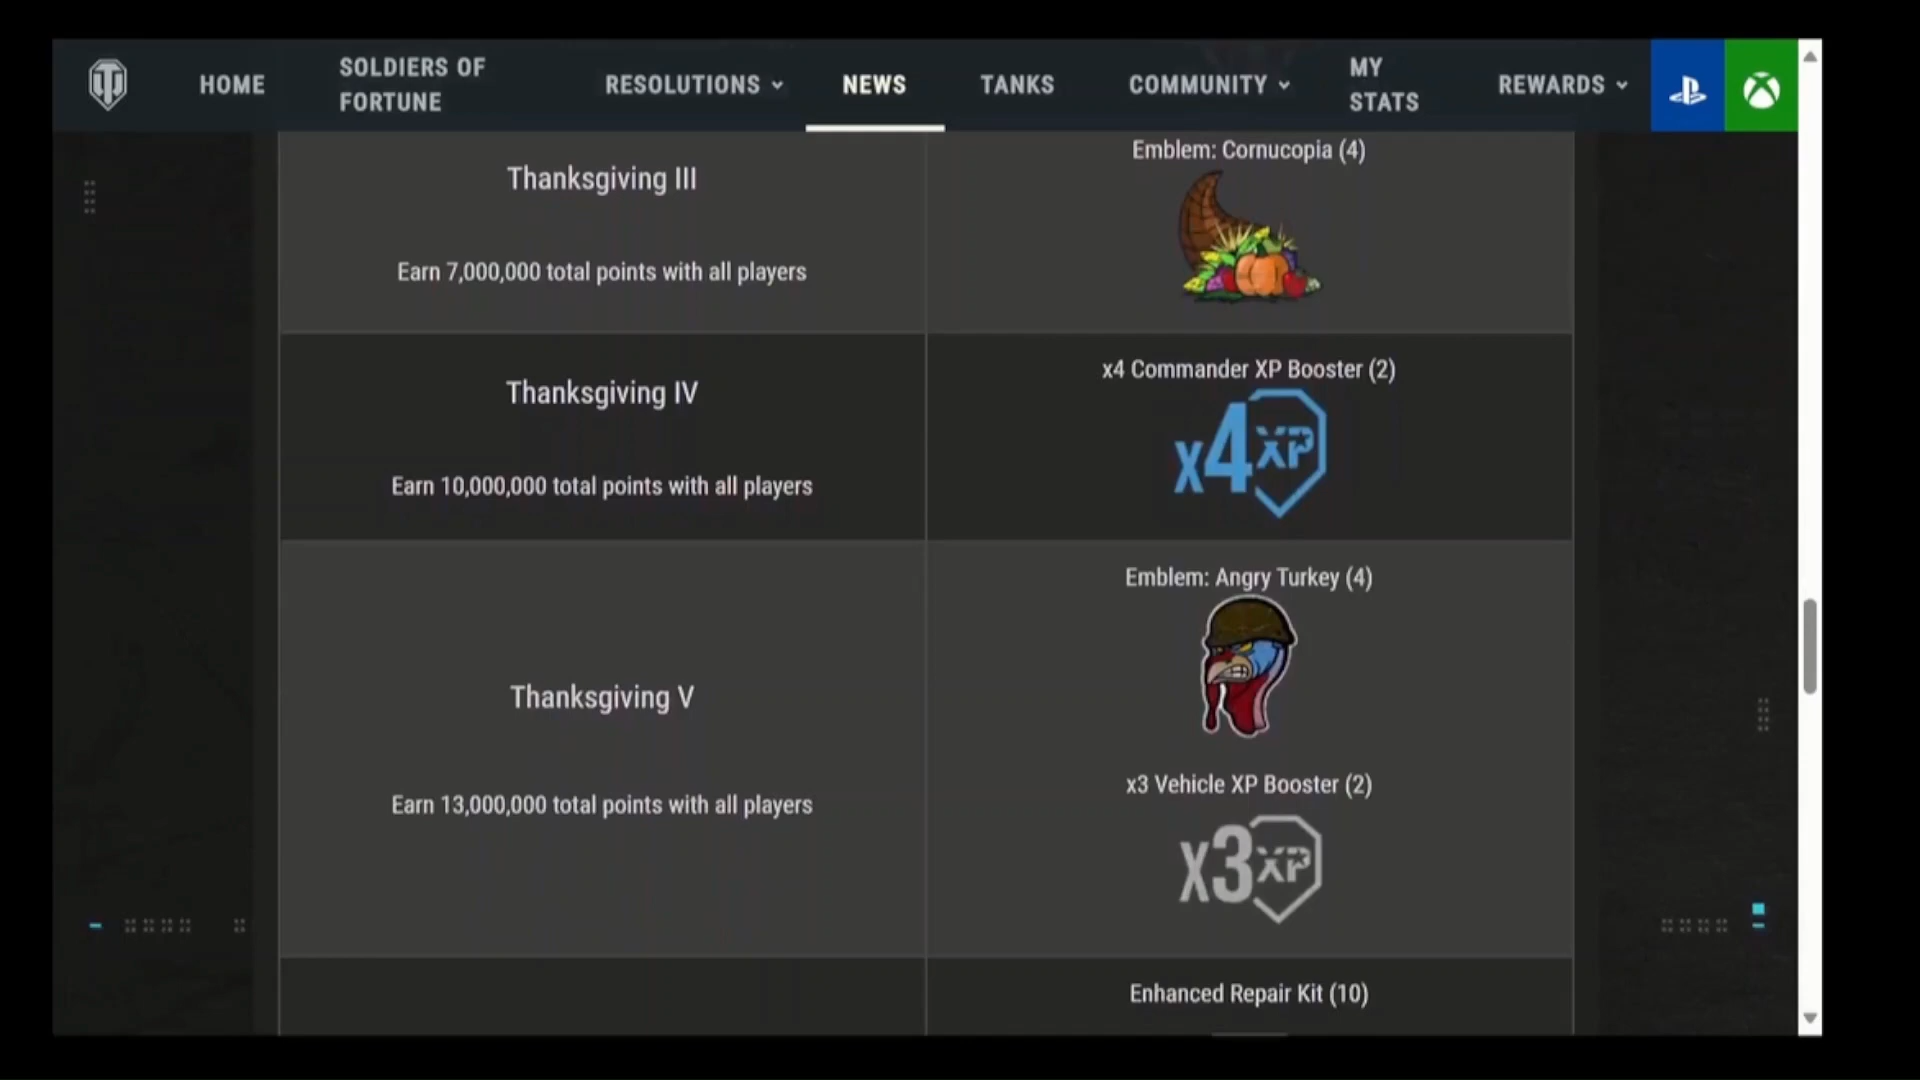 HOME
SOLDIERS OF
FORTUNE
RESOLUTIONS
NEWS
TANKS
COMMUNITY
MY
STATS
REWARDS
Thanksgiving III
Earn 7,000,000 total points with all players
Emblem: Cornucopia (4)
Thanksgiving IV
Earn 10,000,000 total points with all players
x4 Commander XP Booster (2)
x4 XP
Thanksgiving V
Earn 13,000,000 total points with all players
Emblem: Angry Turkey (4)
x3 Vehicle XP Booster (2)
x3 XP
Enhanced Repair Kit (10)